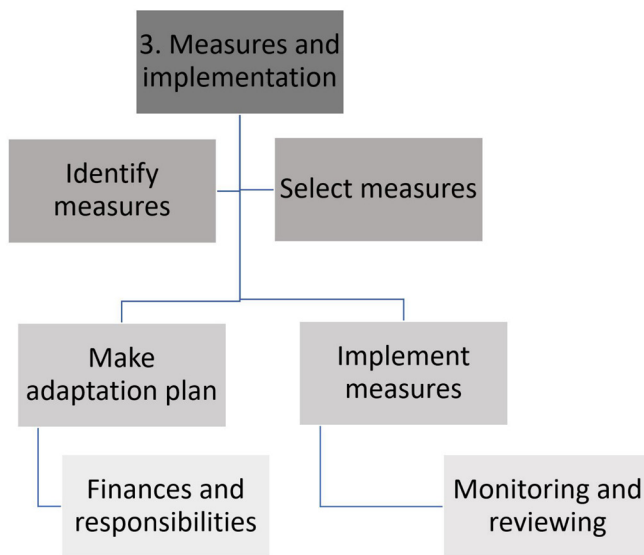 3. Measures and
implementation
Identify
measures
Select measures
Make
adaptation plan
Implement
measures
Finances and
responsibilities
Monitoring and
reviewing